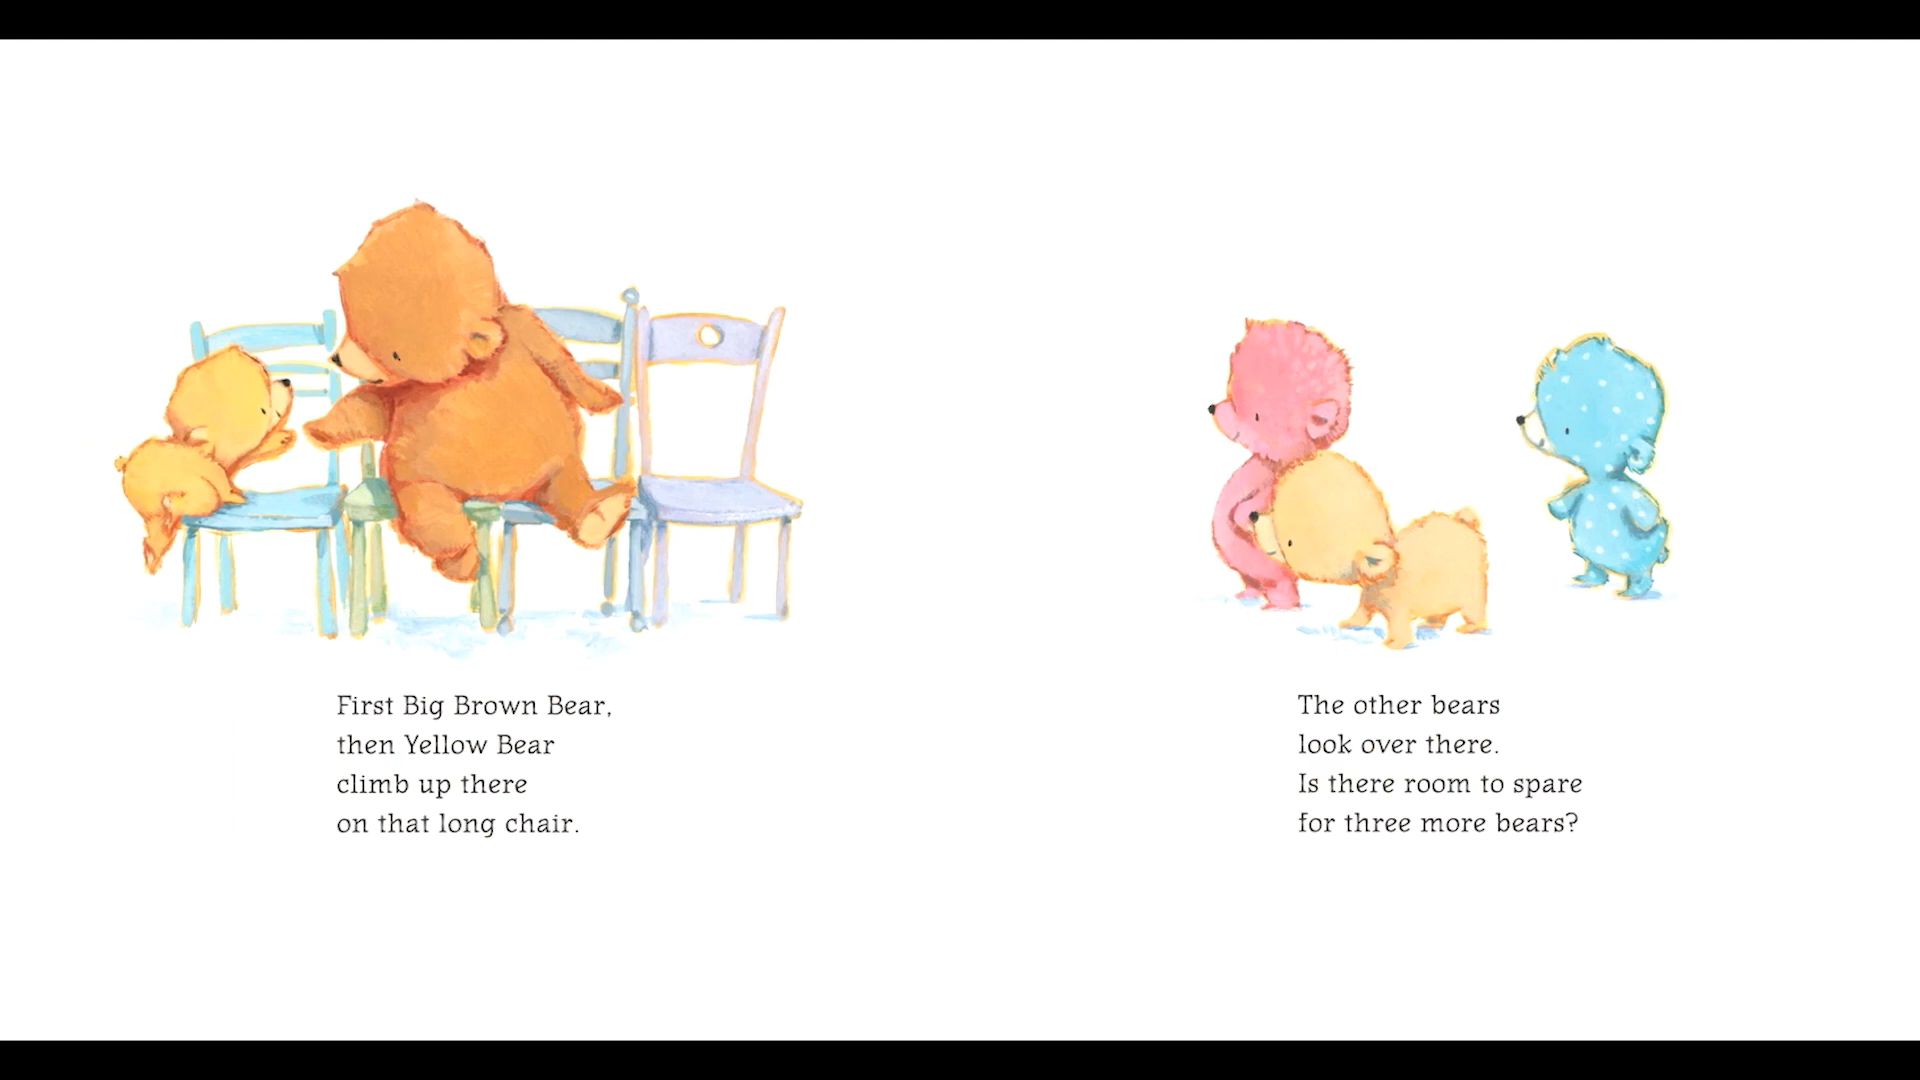 First Big Brown Bear,
then Yellow Bear
climb up there
on that long chair.
The other bears
look over there.
Is there room to spare
for three more bears?